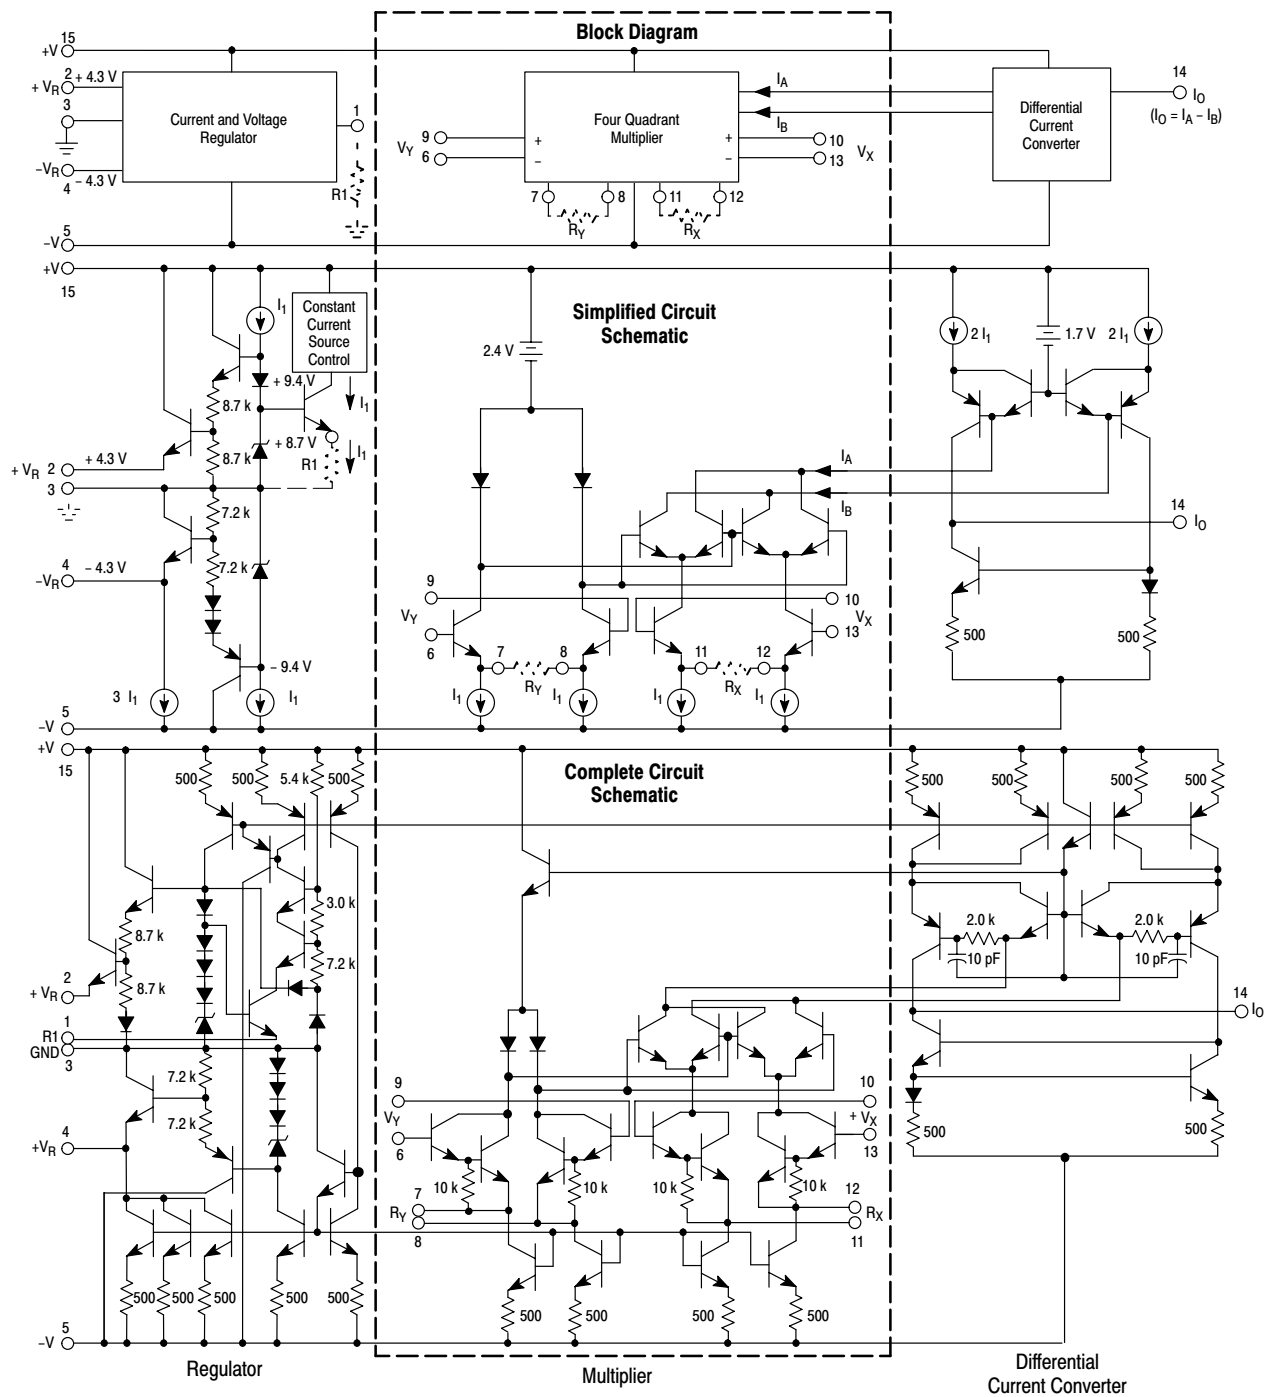 Block Diagram
15
+V
2
+ 4.3 V
+ VR
3
–VR
4
– 4.3 V
Current and Voltage
Regulator
1
R1
5
–V
Four Quadrant
Multiplier
9
VY
6
+
–
+
–
10
VX
13
IA
IB
7
8
11
12
RY
RX
Differential
Current
Converter
14
IO
(IO = IA – IB)
+V
15
Simplified Circuit
Schematic
I1
Constant
Current
Source
Control
+ 9.4 V
I1
8.7 k
+ 8.7 V
R1
I1
8.7 k
+ VR 2
+ 4.3 V
3
7.2 k
4
–VR
– 4.3 V
7.2 k
– 9.4 V
3 I1
I1
5
–V
2.4 V
IA
IB
9
VY
6
10
VX
13
7
8
11
12
RY
RX
I1
I1
I1
I1
2 I1
1.7 V
2 I1
14
IO
500
500
+V
15
Complete Circuit
Schematic
500
500
5.4 k
500
500
500
500
500
3.0 k
8.7 k
7.2 k
2
+ VR
8.7 k
1
R1
GND
3
7.2 k
7.2 k
4
+VR
500
500
500
500
500
5
–V
2.0 k
10 pF
2.0 k
10 pF
14
IO
9
VY
6
10
+ VX
13
10 k
10 k
10 k
10 k
7
RY
8
12
RX
11
500
500
500
500
500
500
Regulator
Multiplier
Differential
Current Converter